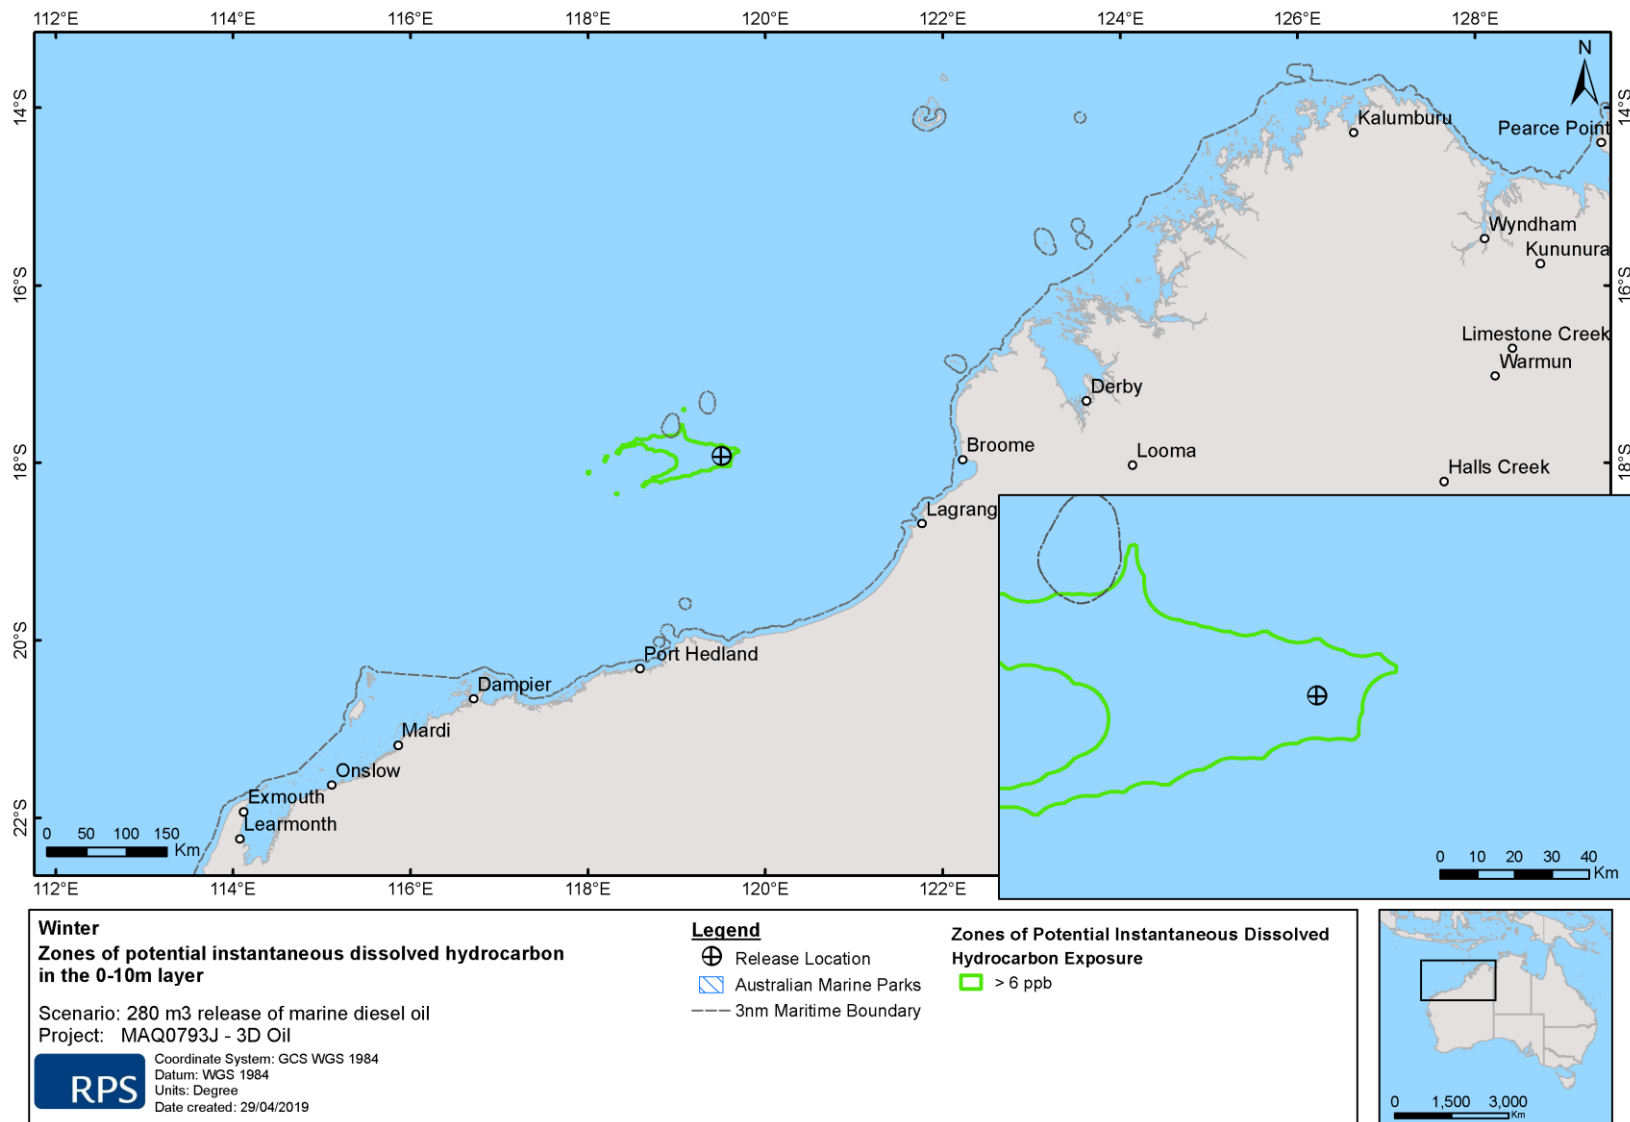 112°E 114°E 116°E 118°E 120°E 122°E 124°E 126°E 128°E
N
14°S 14°S
Kalumburu
Pearce Point
Wyndham
Kununura
16°S 16°S
Limestone Creek
Warmun
Derby
Broome
Looma
18°S 18°S
Halls Creek
Lagrang
20°S
Port Hedland
Dampier
Mardi
Onslow
Exmouth
22°S
Learmonth
0 50 100 150
Km
0 10 20 30 40
Km
112°E 114°E 116°E 118°E 120°E 122°E
Winter
Zones of potential instantaneous dissolved hydrocarbon
in the 0-10m layer
Scenario: 280 m3 release of marine diesel oil
Project: MAQ0793J - 3D Oil
RPS
Coordinate System: GCS WGS 1984
Datum: WGS 1984
Units: Degree
Date created: 29/04/2019
Legend
Release Location
Australian Marine Parks
3nm Maritime Boundary
Zones of Potential Instantaneous Dissolved
Hydrocarbon Exposure
> 6 ppb
0 1,500 3,000
Km